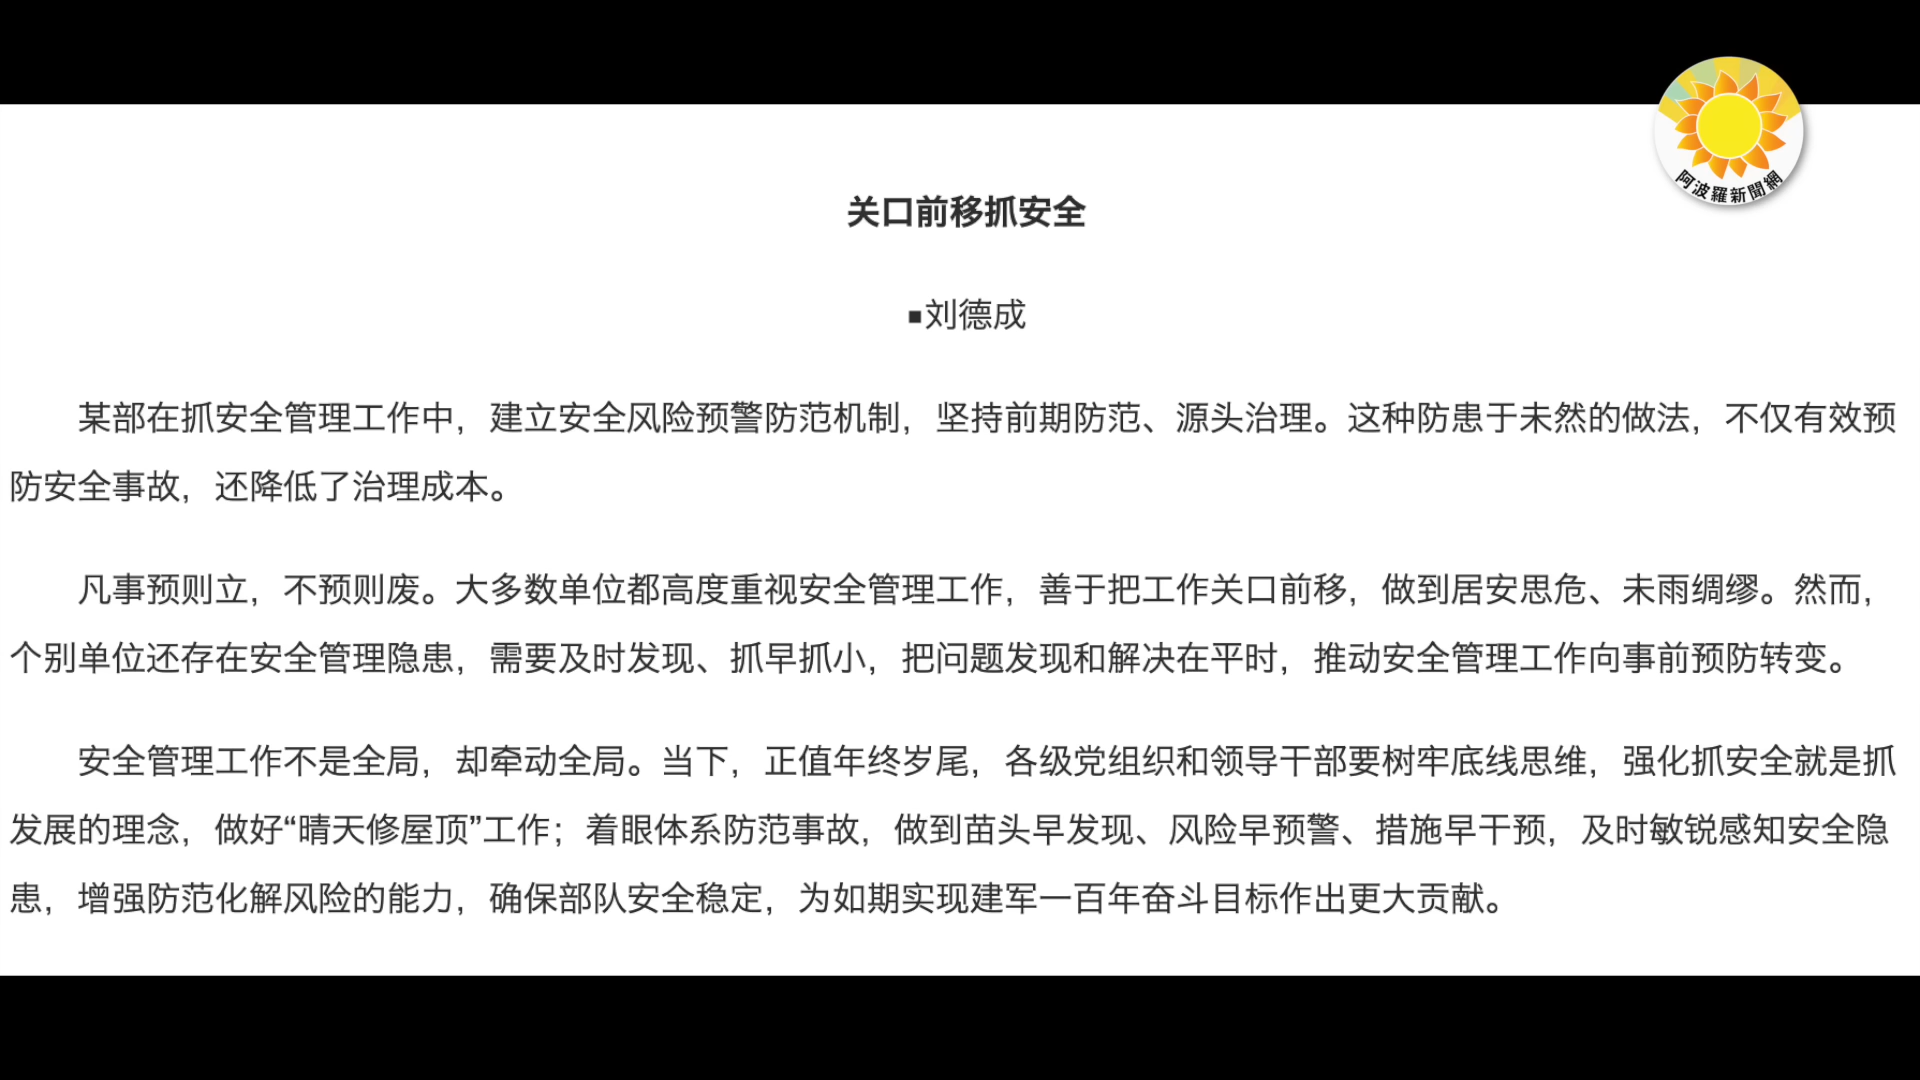 阿波羅新聞網
关口前移抓安全
▪刘德成
某部在抓安全管理工作中，建立安全风险预警防范机制，坚持前期防范、源头治理。这种防患于未然的做法，不仅有效预
防安全事故，还降低了治理成本。
凡事预则立，不预则废。大多数单位都高度重视安全管理工作，善于把工作关口前移，做到居安思危、未雨绸缪。然而，
个别单位还存在安全管理隐患，需要及时发现、抓早抓小，把问题发现和解决在平时，推动安全管理工作向事前预防转变。
安全管理工作不是全局，却牵动全局。当下，正值年终岁尾，各级党组织和领导干部要树牢底线思维，强化抓安全就是抓
发展的理念，做好“晴天修屋顶”工作；着眼体系防范事故，做到苗头早发现、风险早预警、措施早干预，及时敏锐感知安全隐
患，增强防范化解风险的能力，确保部队安全稳定，为如期实现建军一百年奋斗目标作出更大贡献。